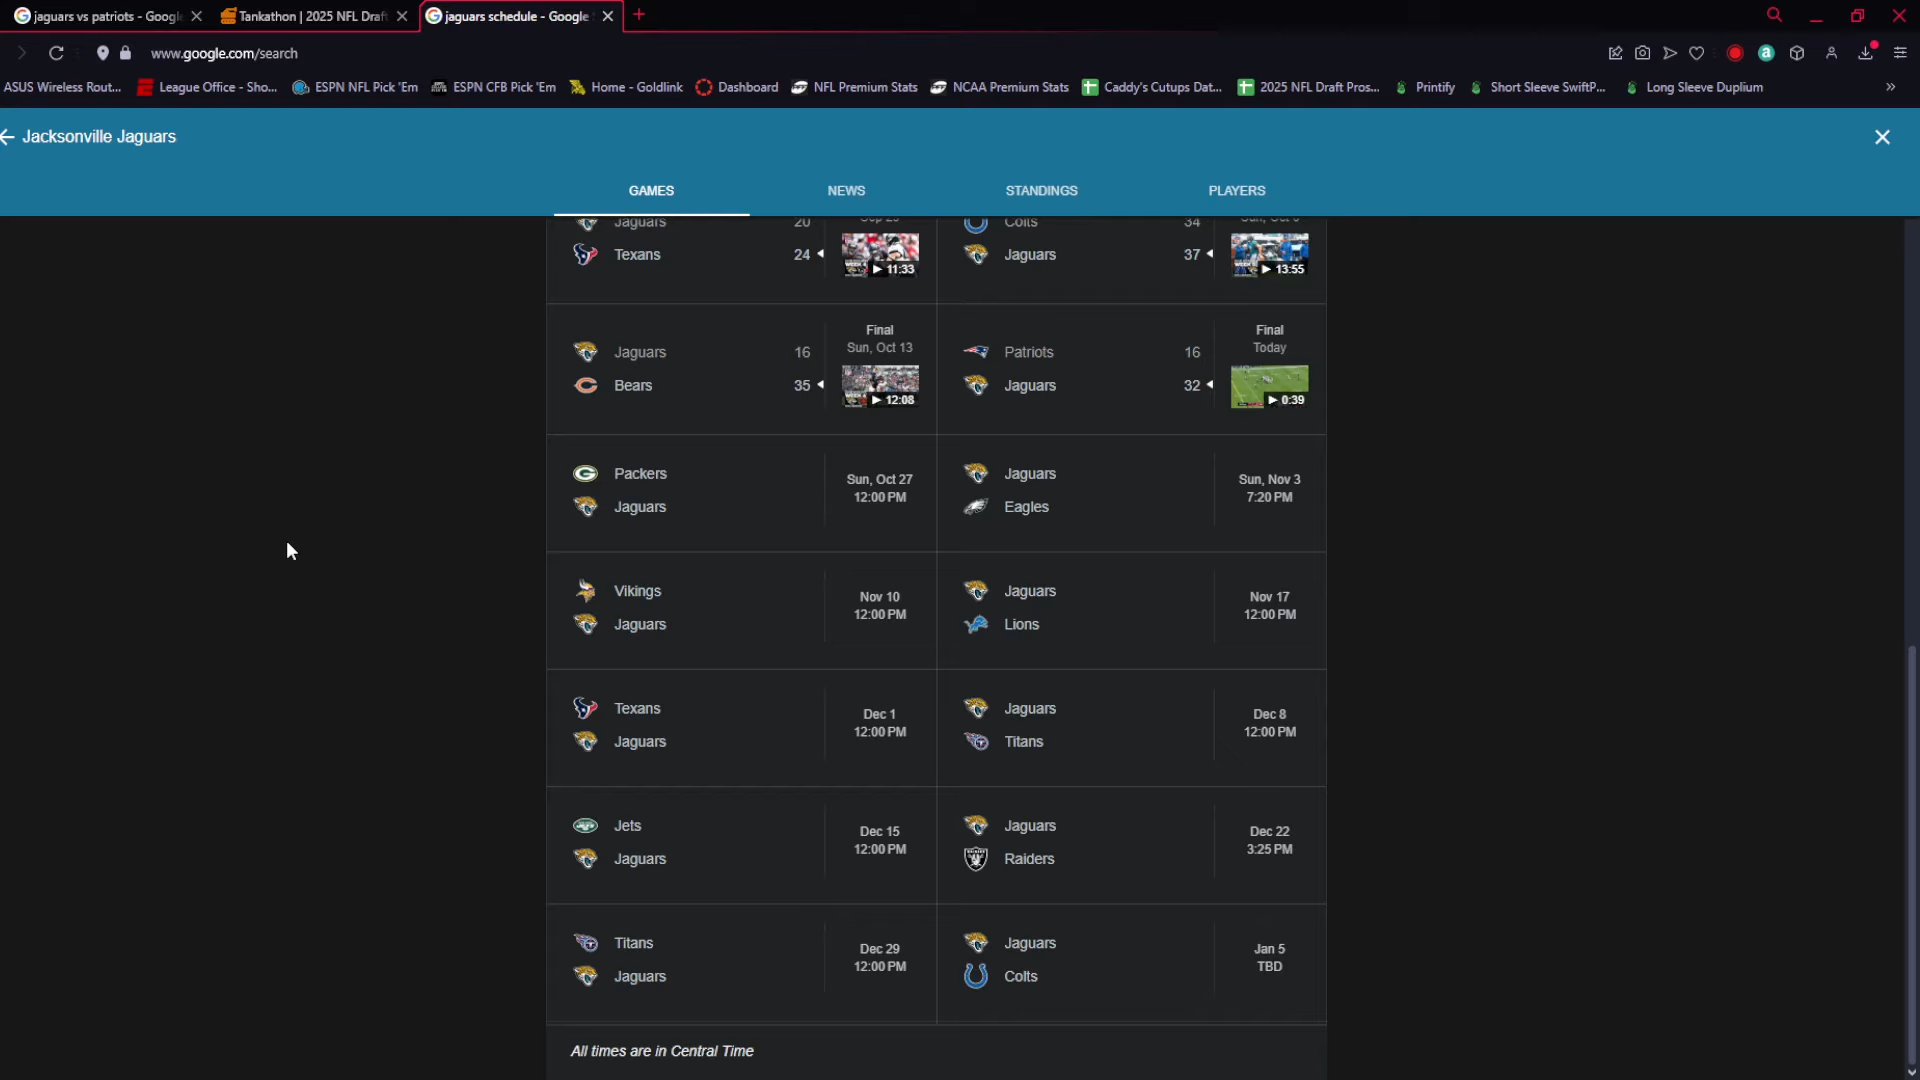 jaguars vs patriots - Google
Tankathon | 2025 NFL Draft
jaguars schedule - Google S
www.google.com/search
ASUS Wireless Rout...
League Office - Sho...
ESPN NFL Pick 'Em
ESPN CFB Pick 'Em
Home - Goldlink
Dashboard
NFL Premium Stats
NCAA Premium Stats
Caddy's Cutups Dat...
2025 NFL Draft Pros...
Printify
Short Sleeve SwiftP...
Long Sleeve Duplium
Jacksonville Jaguars
GAMES
NEWS
STANDINGS
PLAYERS
Jaguars 20
Texans 24
11:33
Colts 34
Jaguars 37
13:55
Jaguars 16
Bears 35
Final
Sun, Oct 13
12:08
Patriots 16
Jaguars 32
Final
Today
0:39
Packers
Jaguars
Sun, Oct 27
12:00 PM
Jaguars
Eagles
Sun, Nov 3
7:20 PM
Vikings
Jaguars
Nov 10
12:00 PM
Jaguars
Lions
Nov 17
12:00 PM
Texans
Jaguars
Dec 1
12:00 PM
Jaguars
Titans
Dec 8
12:00 PM
Jets
Jaguars
Dec 15
12:00 PM
Jaguars
Raiders
Dec 22
3:25 PM
Titans
Jaguars
Dec 29
12:00 PM
Jaguars
Colts
Jan 5
TBD
All times are in Central Time